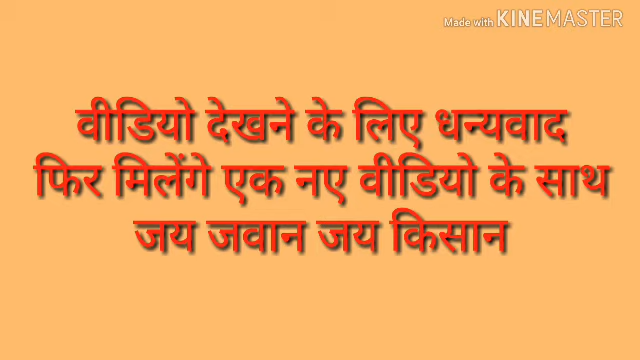 Made with KINEMASTER
वीडियो देखने के लिए धन्यवाद
फिर मिलेंगे एक नए वीडियो के साथ
जय जवान जय किसान